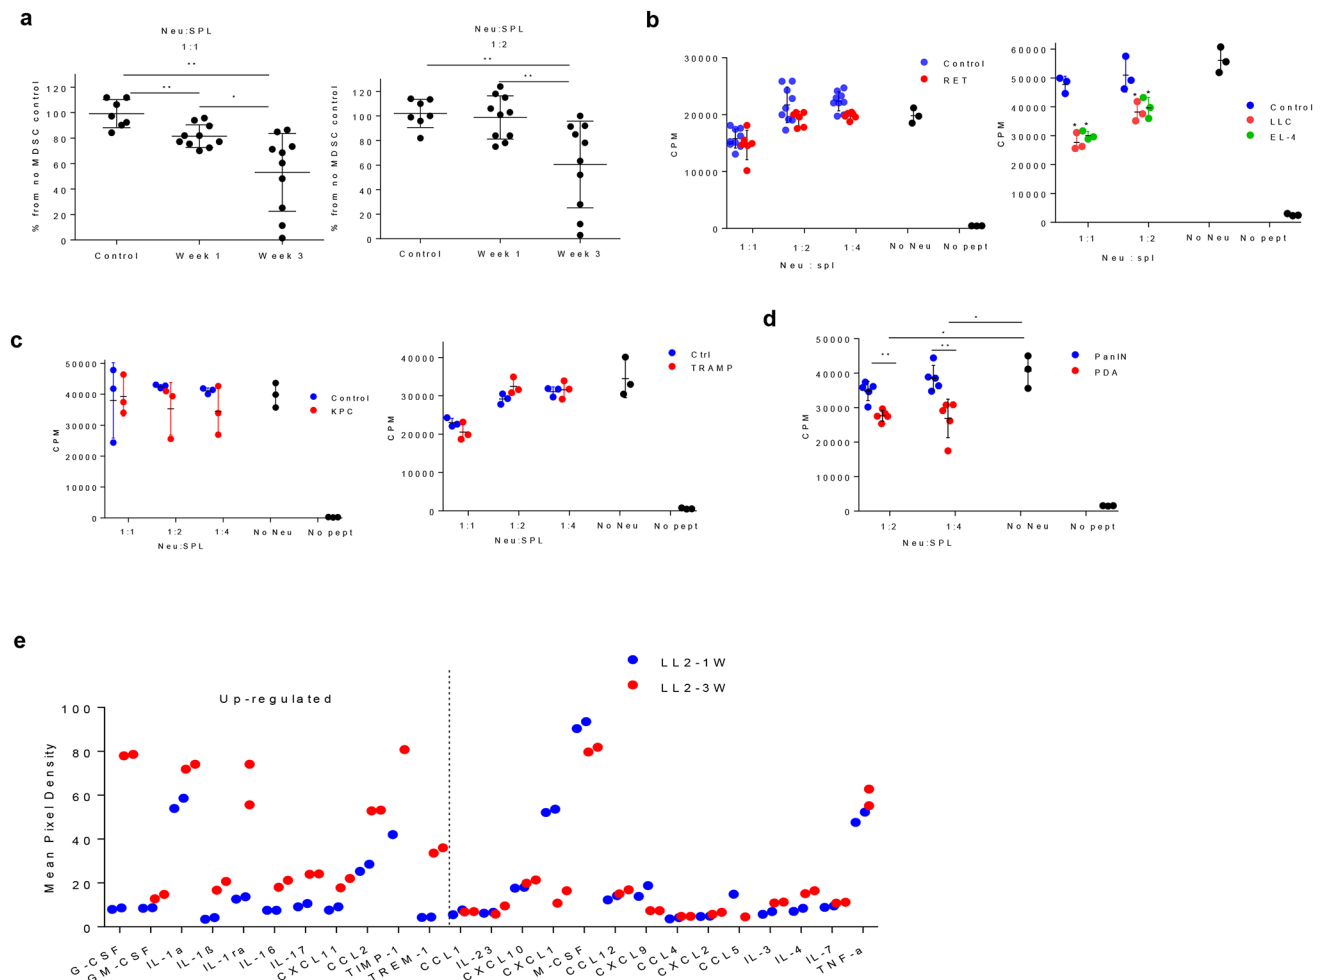 a
Neu:SPL
1:1
% from no MDSC control
120
100
80
60
40
20
0
**
**
*
Control Week 1 Week 3
Neu:SPL
1:2
% from no MDSC control
120
100
80
60
40
20
0
**
**
Control Week 1 Week 3
b
CPM
30000
20000
10000
0
Control
RET
1:1 1:2 1:4 No Neu No pept
Neu : spl
CPM
60000
50000
40000
30000
20000
10000
0
* *
* *
Control
LLC
EL-4
1:1 1:2 No Neu No pept
Neu : spl
c
CPM
50000
40000
30000
20000
10000
0
Control
KPC
1:1 1:2 1:4 No Neu No pept
Neu:SPL
CPM
40000
30000
20000
10000
0
Ctrl
TRAMP
1:1 1:2 1:4 No Neu No pept
Neu:SPL
d
CPM
50000
40000
30000
20000
10000
0
*
*
**
**
PanIN
PDA
1:2 1:4 No Neu No pept
Neu:SPL
e
LL2-1W
LL2-3W
Up-regulated
Mean Pixel Density
100
80
60
40
20
0
G-CSF GM-CSF IL-1a IL-1ß IL-1ra IL-16 IL-17 CXCL11 CCL2 TIMP-1 TREM-1 CCL1 IL-23 CXCL10 CXCL1 M-CSF CCL12 CXCL9 CCL4 CXCL2 CCL5 IL-3 IL-4 IL-7 TNF-a